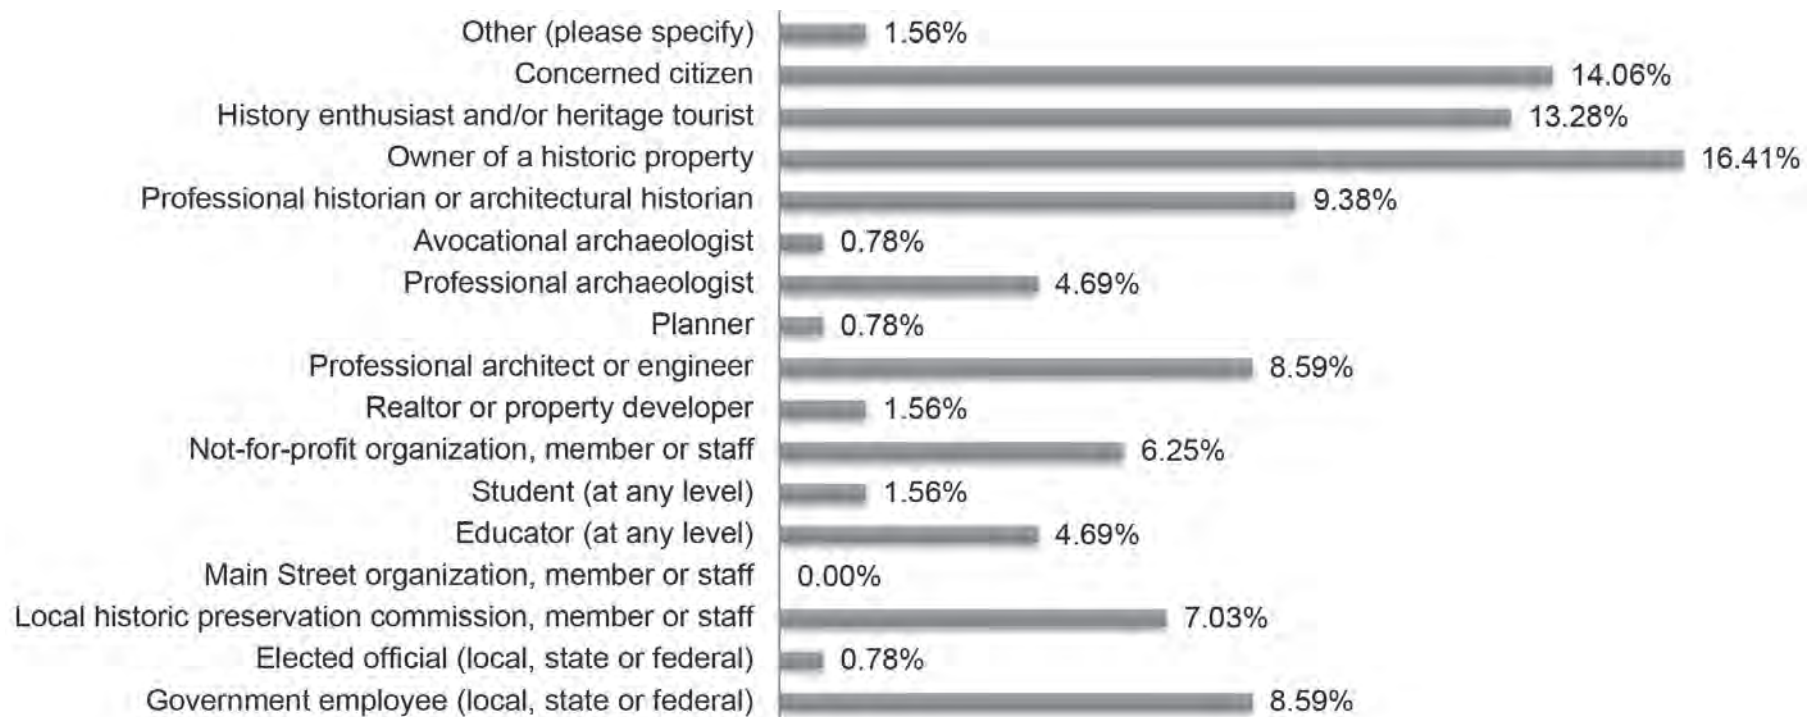 Other (please specify) 1.56%
Concerned citizen 14.06%
History enthusiast and/or heritage tourist 13.28%
Owner of a historic property 16.41%
Professional historian or architectural historian 9.38%
Avocational archaeologist 0.78%
Professional archaeologist 4.69%
Planner 0.78%
Professional architect or engineer 8.59%
Realtor or property developer 1.56%
Not-for-profit organization, member or staff 6.25%
Student (at any level) 1.56%
Educator (at any level) 4.69%
Main Street organization, member or staff 0.00%
Local historic preservation commission, member or staff 7.03%
Elected official (local, state or federal) 0.78%
Government employee (local, state or federal) 8.59%